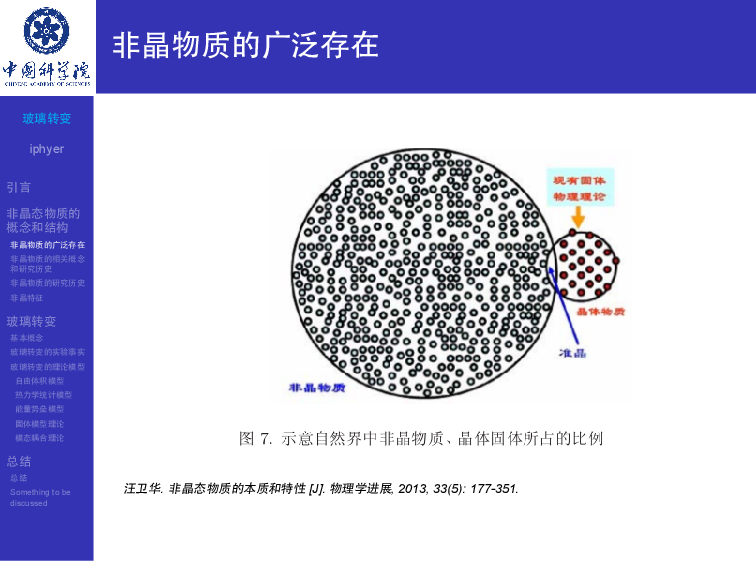 中国科学院
CHINESE ACADEMY OF SCIENCES
非晶物质的广泛存在
玻璃转变
iphyer
引言
非晶态物质的
概念和结构
非晶物质的广泛存在
非晶物质的相关概念
和研究历史
非晶物质的研究历史
非晶特征
玻璃转变
基本概念
玻璃转变的实验事实
玻璃转变的理论模型
自由体积模型
热力学统计模型
能量势垒模型
固体模型理论
模态耦合理论
总结
总结
Something to be
discussed
现有固体
物理理论
晶体物质
准晶
非晶物质
图 7. 示意自然界中非晶物质、晶体固体所占的比例
汪卫华. 非晶态物质的本质和特性 [J]. 物理学进展, 2013, 33(5): 177-351.